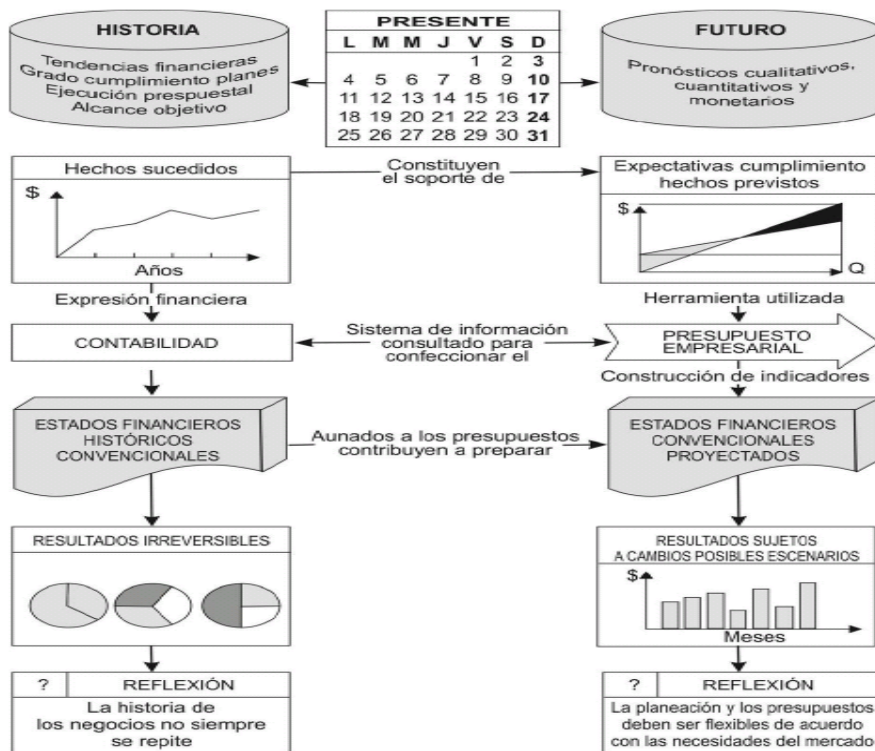 HISTORIA
Tendencias financieras
Grado cumplimiento planes
Ejecución prespuestal
Alcance objetivo
PRESENTE
L M M J V S D
1 2 3
4 5 6 7 8 9 10
11 12 13 14 15 16 17
18 19 20 21 22 23 24
25 26 27 28 29 30 31
FUTURO
Pronósticos cualitativos,
cuantitativos y
monetarios
Hechos sucedidos
$
Años
Constituyen
el soporte de
Expectativas cumplimiento
hechos previstos
$
Q
Expresión financiera
Herramienta utilizada
CONTABILIDAD
Sistema de información
consultado para
confeccionar el
PRESUPUESTO
EMPRESARIAL
Construcción de indicadores
ESTADOS FINANCIEROS
HISTÓRICOS
CONVENCIONALES
Aunados a los presupuestos
contribuyen a preparar
ESTADOS FINANCIEROS
CONVENCIONALES
PROYECTADOS
RESULTADOS IRREVERSIBLES
RESULTADOS SUJETOS
A CAMBIOS POSIBLES ESCENARIOS
$
Meses
? REFLEXIÓN
La historia de
los negocios no siempre
se repite
? REFLEXIÓN
La planeación y los presupuestos
deben ser flexibles de acuerdo
con las necesidades del mercado